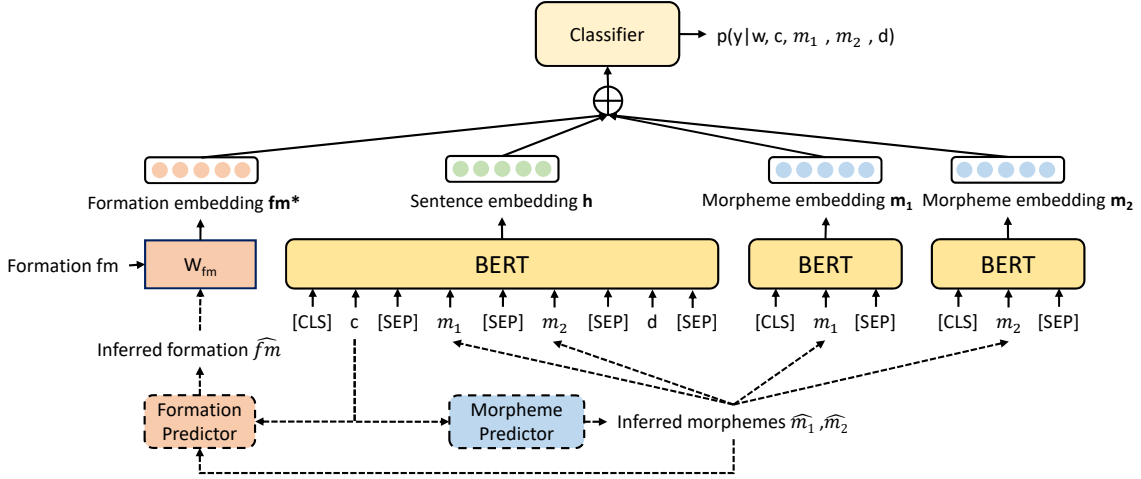 Classifier
p(y|w, c, m₁ , m₂ , d)
Formation embedding fm*
Sentence embedding h
Morpheme embedding m₁
Morpheme embedding m₂
Formation fm
W_fm
BERT
BERT
BERT
[CLS] c [SEP] m₁ [SEP] m₂ [SEP] d [SEP]
[CLS] m₁ [SEP]
[CLS] m₂ [SEP]
Inferred formation f͡m
Formation
Predictor
Morpheme
Predictor
Inferred morphemes m̂₁ ,m̂₂